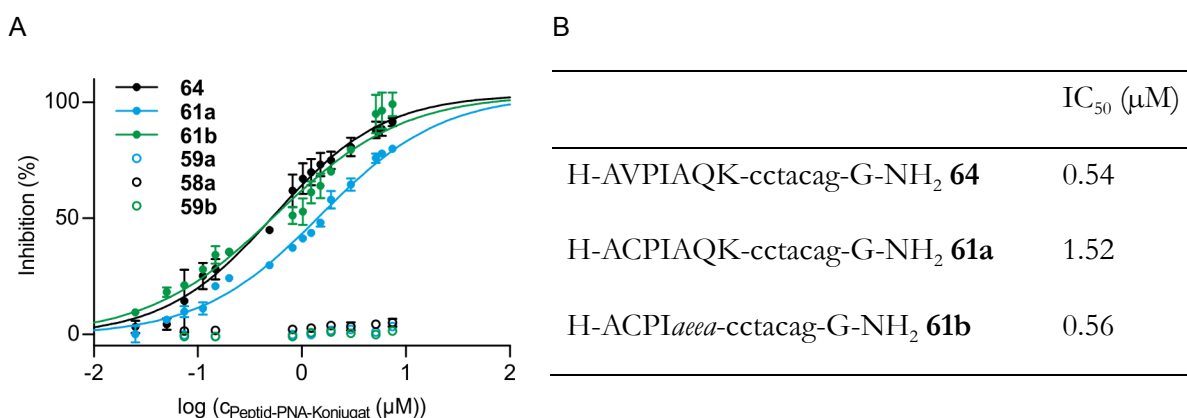 A
B
64
61a
61b
59a
58a
59b
100
50
0
Inhibition (%)
-2 -1 0 1 2
log (cPeptid-PNA-Konjugat (µM))
IC50 (µM)
H-AVPIAQK-cctacag-G-NH2 64 0.54
H-ACPIAQK-cctacag-G-NH2 61a 1.52
H-ACPIaeea-cctacag-G-NH2 61b 0.56